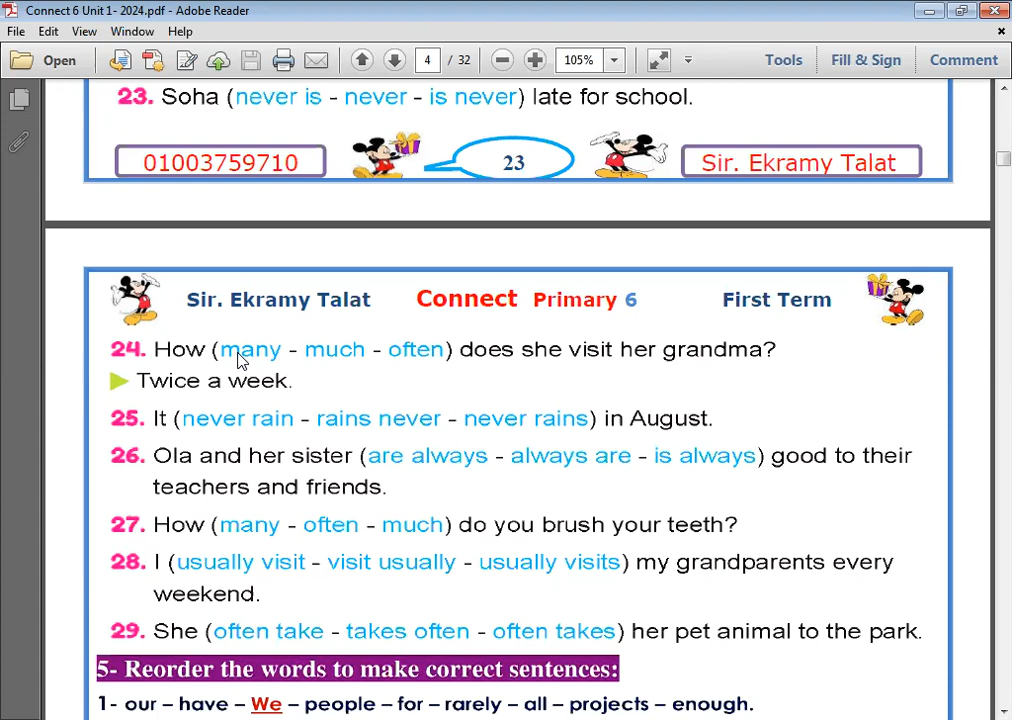 Connect 6 Unit 1- 2024.pdf - Adobe Reader
File Edit View Window Help
Open 4 / 32 105% Tools Fill & Sign Comment
23. Soha (never is - never - is never) late for school.
01003759710 23 Sir. Ekramy Talat
Sir. Ekramy Talat Connect Primary 6 First Term
24. How (many - much - often) does she visit her grandma?
Twice a week.
25. It (never rain - rains never - never rains) in August.
26. Ola and her sister (are always - always are - is always) good to their
teachers and friends.
27. How (many - often - much) do you brush your teeth?
28. I (usually visit - visit usually - usually visits) my grandparents every
weekend.
29. She (often take - takes often - often takes) her pet animal to the park.
5- Reorder the words to make correct sentences:
1- our – have – We – people – for – rarely – all – projects – enough.